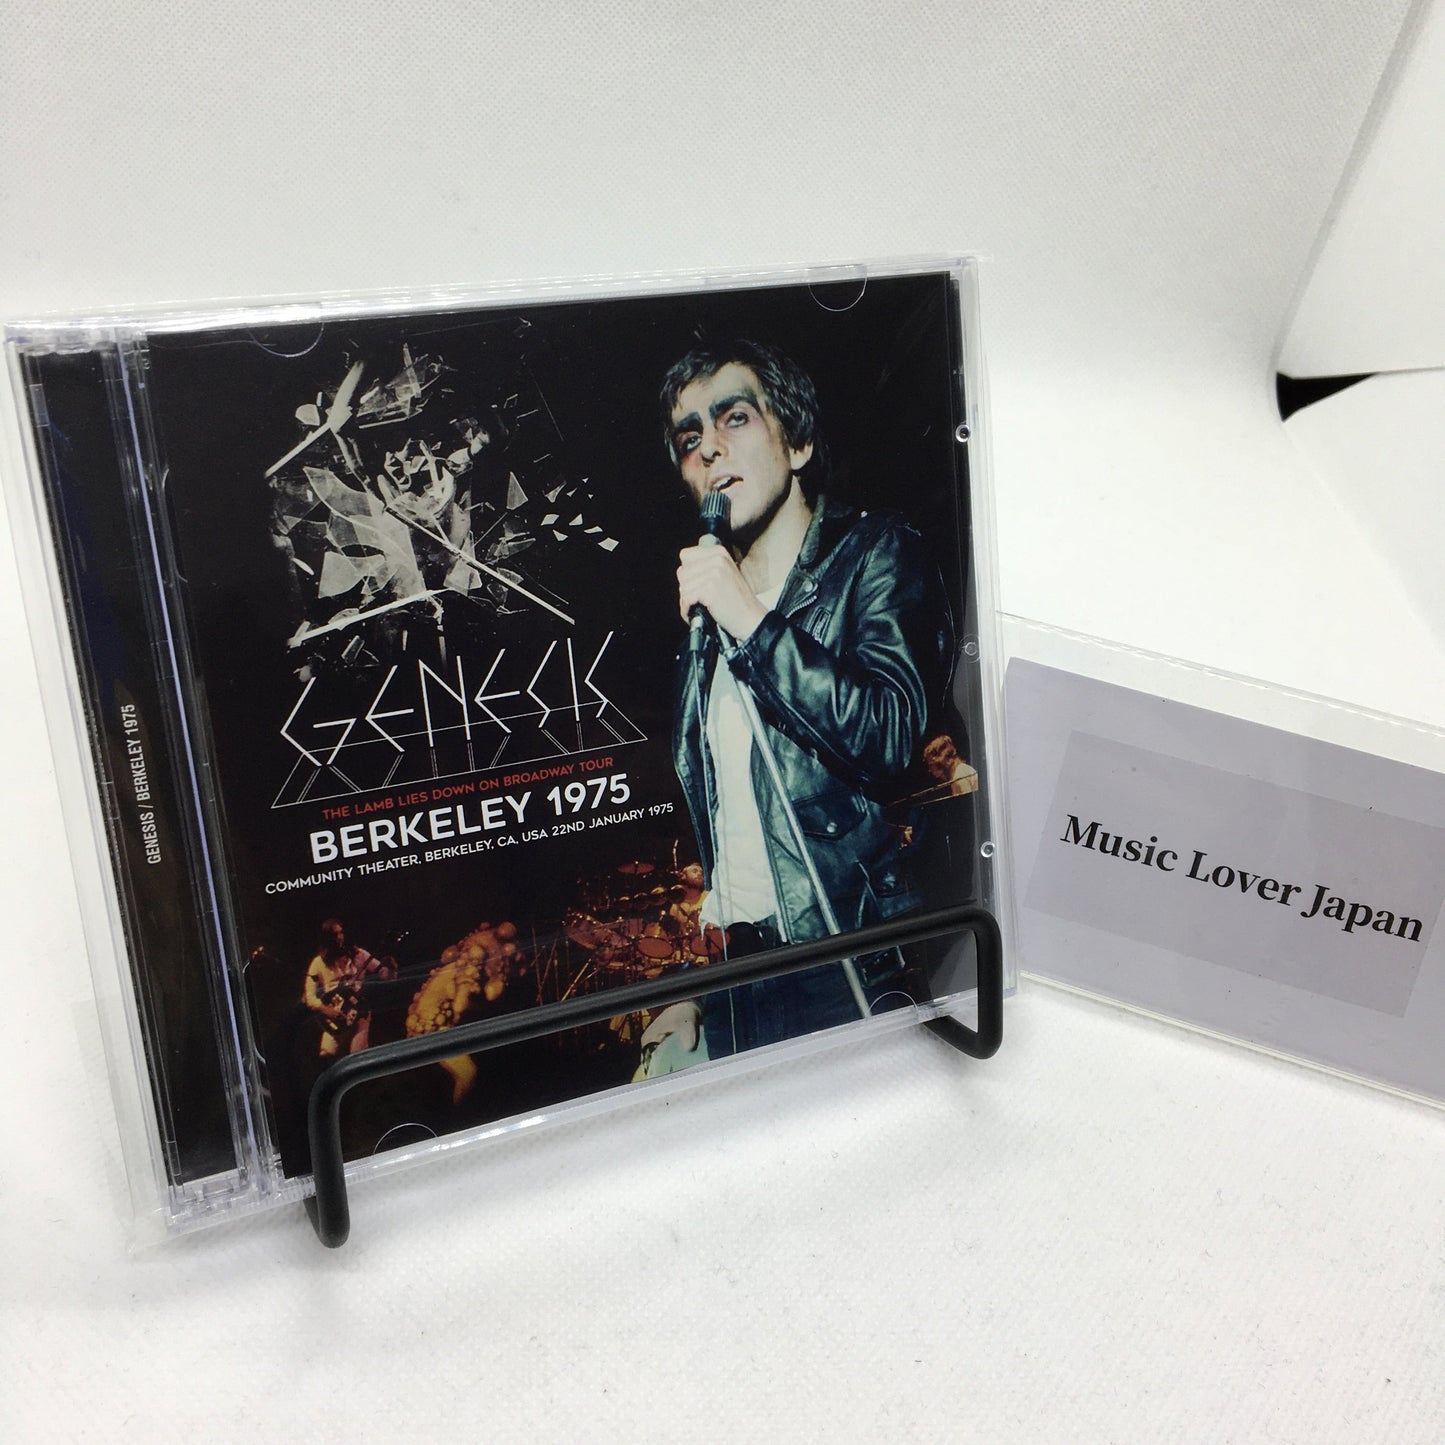 GENESIS / BERKELEY 1975
GENESIS
THE LAMB LIES DOWN ON BROADWAY TOUR
BERKELEY 1975
COMMUNITY THEATER, BERKELEY, CA, USA 22ND JANUARY 1975
Music Lover Japan